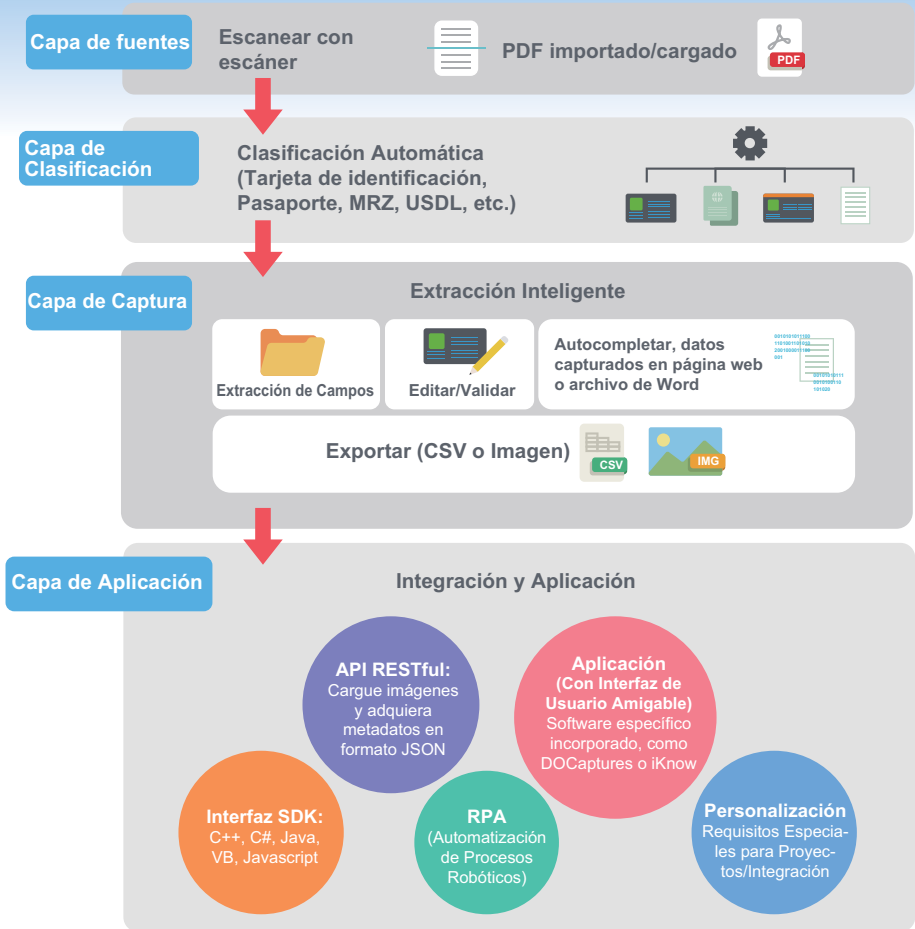 Capa de fuentes
Escanear con
escáner
PDF importado/cargado
PDF
Capa de
Clasificación
Clasificación Automática
(Tarjeta de identificación,
Pasaporte, MRZ, USDL, etc.)
Capa de Captura
Extracción Inteligente
Extracción de Campos
Editar/Validar
Autocompletar, datos
capturados en página web
o archivo de Word
Exportar (CSV o Imagen)
CSV
IMG
Capa de Aplicación
Integración y Aplicación
API RESTful:
Cargue imágenes
y adquiera
metadatos en
formato JSON
Aplicación
(Con Interfaz de
Usuario Amigable)
Software específico
incorporado, como
DOCaptures o iKnow
Interfaz SDK:
C++, C#, Java,
VB, Javascript
RPA
(Automatización
de Procesos
Robóticos)
Personalización
Requisitos Especia-
les para Proyec-
tos/Integración